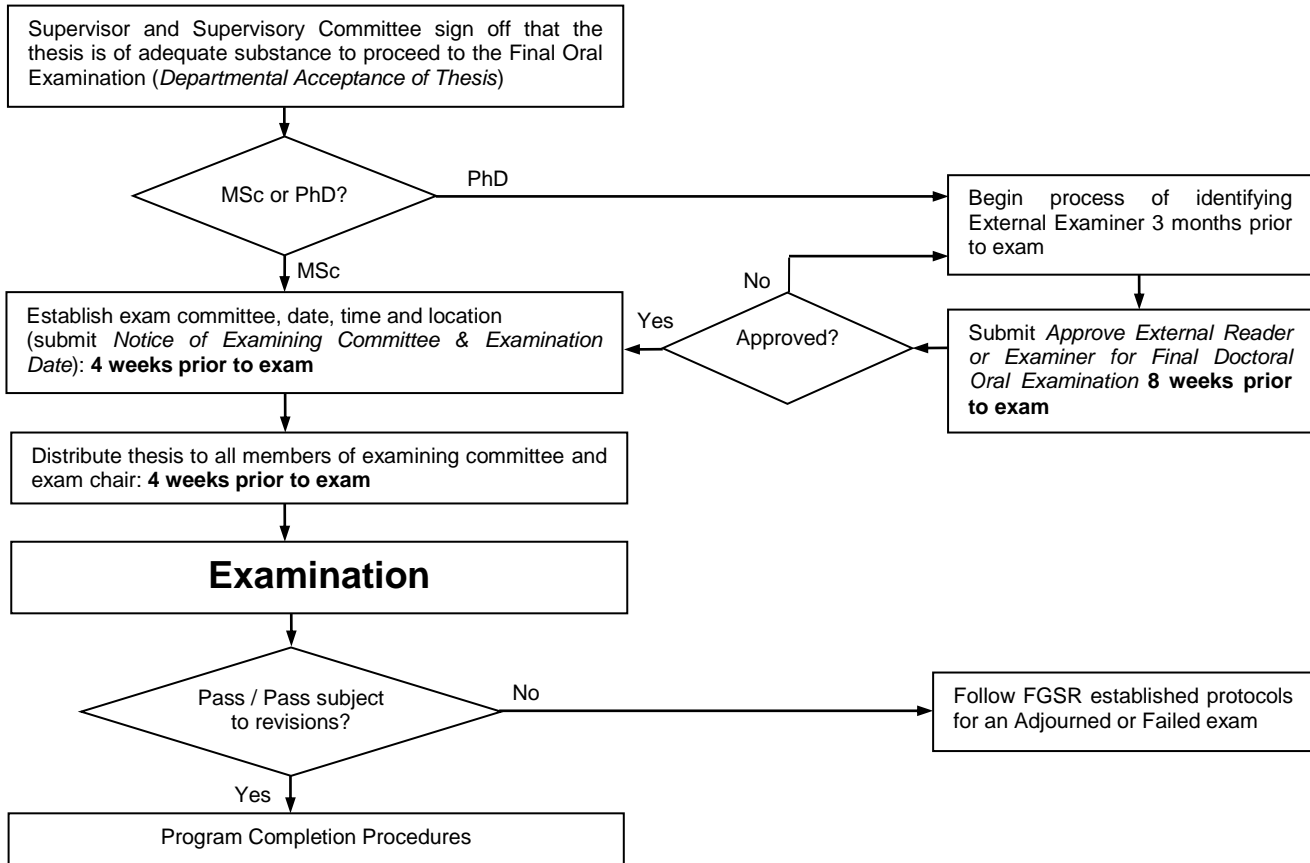 Supervisor and Supervisory Committee sign off that the
thesis is of adequate substance to proceed to the Final Oral
Examination (Departmental Acceptance of Thesis)
MSc or PhD?
PhD
Begin process of identifying
External Examiner 3 months prior
to exam
MSc
No
Establish exam committee, date, time and location
(submit Notice of Examining Committee & Examination
Date): 4 weeks prior to exam
Yes
Approved?
Submit Approve External Reader
or Examiner for Final Doctoral
Oral Examination 8 weeks prior
to exam
Distribute thesis to all members of examining committee and
exam chair: 4 weeks prior to exam
Examination
Pass / Pass subject
to revisions?
No
Follow FGSR established protocols
for an Adjourned or Failed exam
Yes
Program Completion Procedures